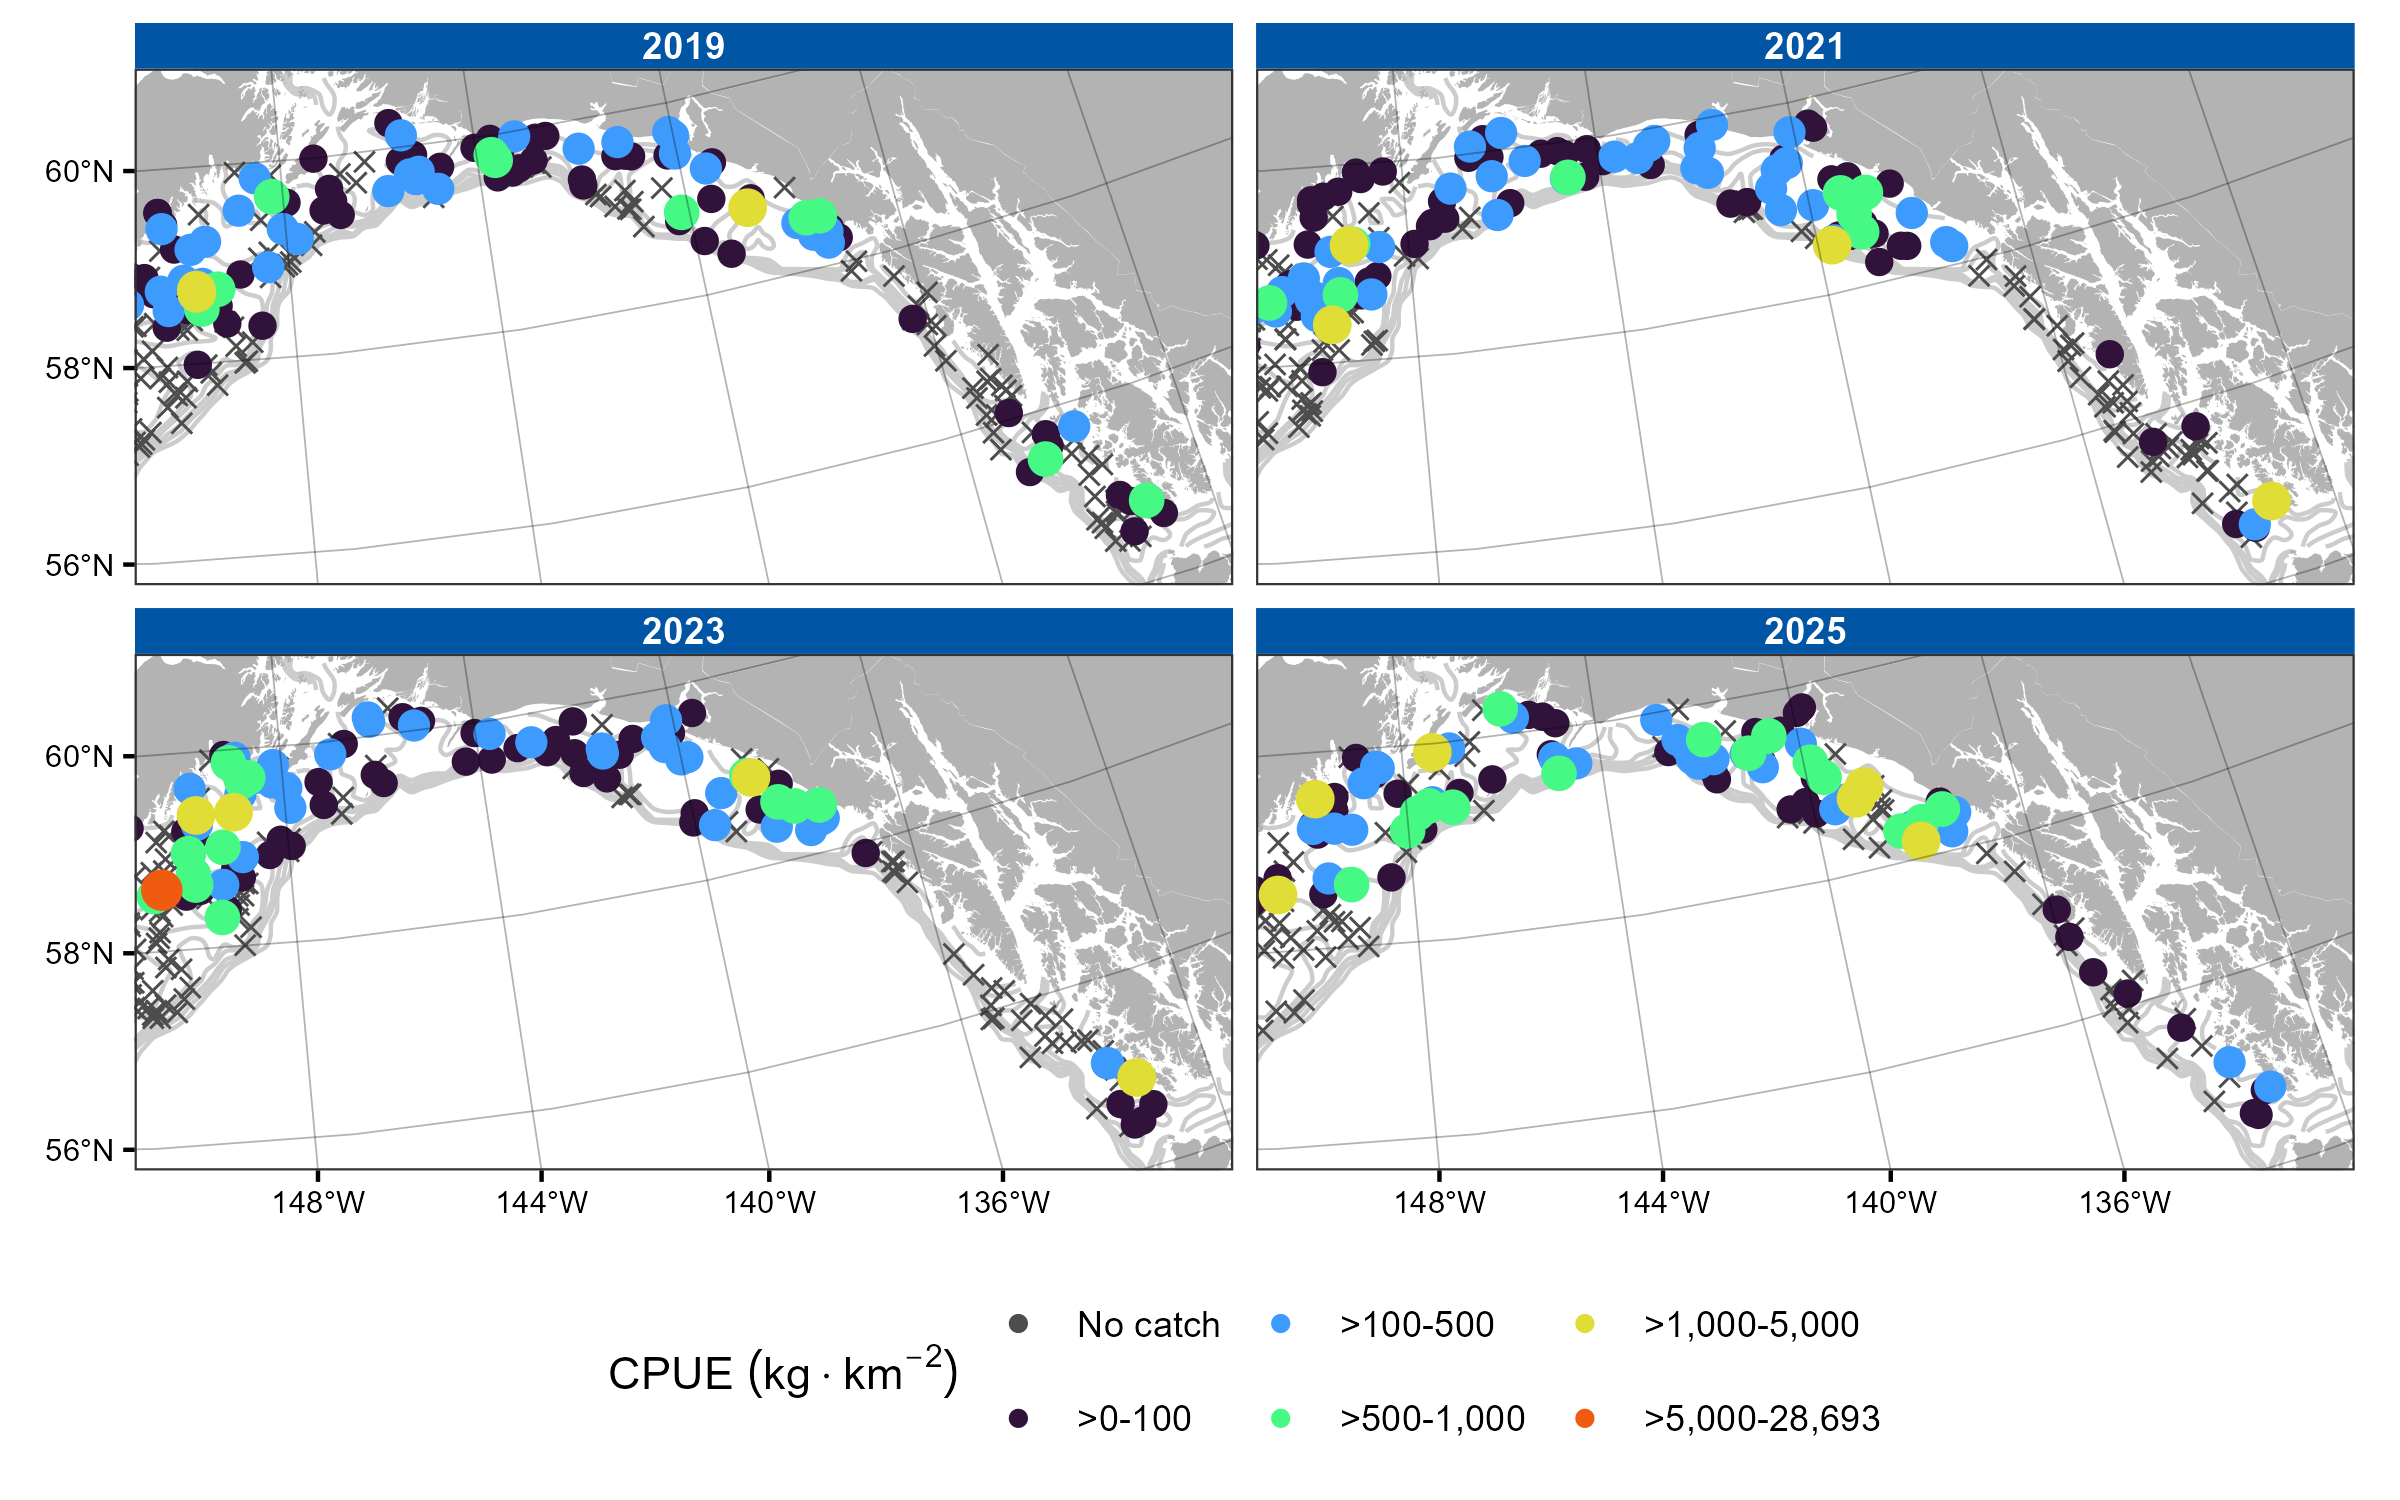 2019
2021
60°N
58°N
56°N
2023
2025
60°N
58°N
56°N
148°W 144°W 140°W 136°W
148°W 144°W 140°W 136°W
CPUE (kg · km⁻²)
No catch
>100-500
>1,000-5,000
>0-100
>500-1,000
>5,000-28,693